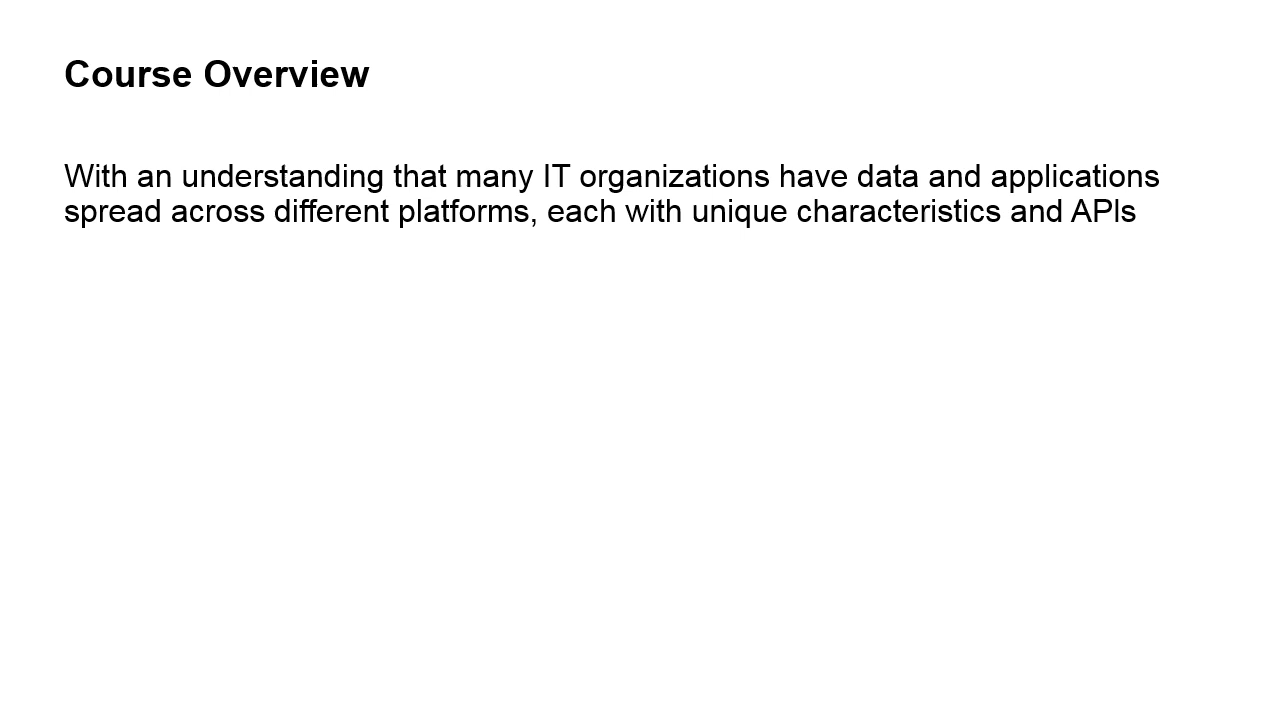 Course Overview
With an understanding that many IT organizations have data and applications
spread across different platforms, each with unique characteristics and APIs